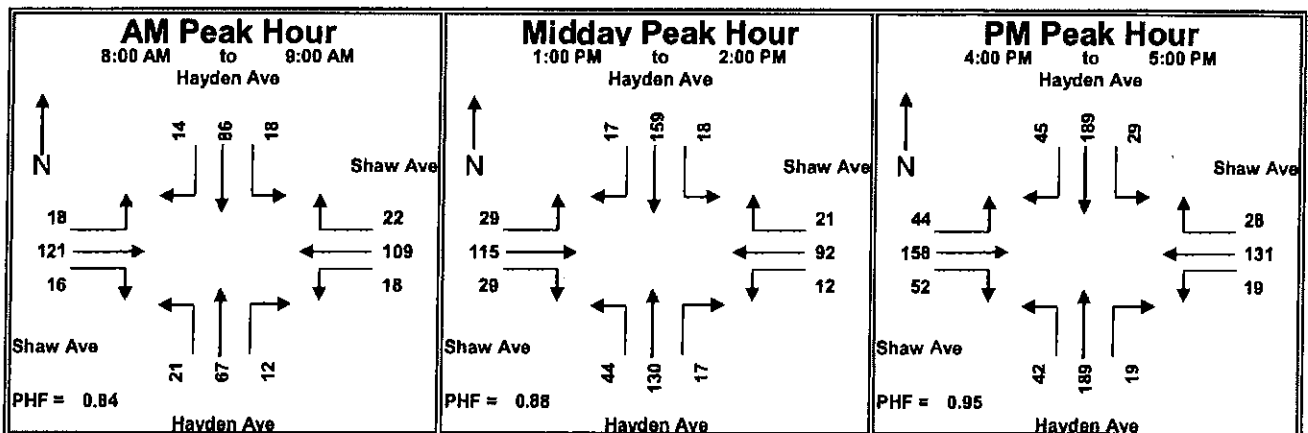 AM Peak Hour
8:00 AM to 9:00 AM
Hayden Ave
14 86 18
N
Shaw Ave
18 22
121 109
16 18
Shaw Ave
21 67 12
PHF = 0.84
Hayden Ave
Midday Peak Hour
1:00 PM to 2:00 PM
Hayden Ave
17 159 18
N
Shaw Ave
29 21
115 92
29 12
Shaw Ave
44 130 17
PHF = 0.88
Hayden Ave
PM Peak Hour
4:00 PM to 5:00 PM
Hayden Ave
45 189 29
N
Shaw Ave
44 28
158 131
52 19
Shaw Ave
42 189 19
PHF = 0.95
Hayden Ave